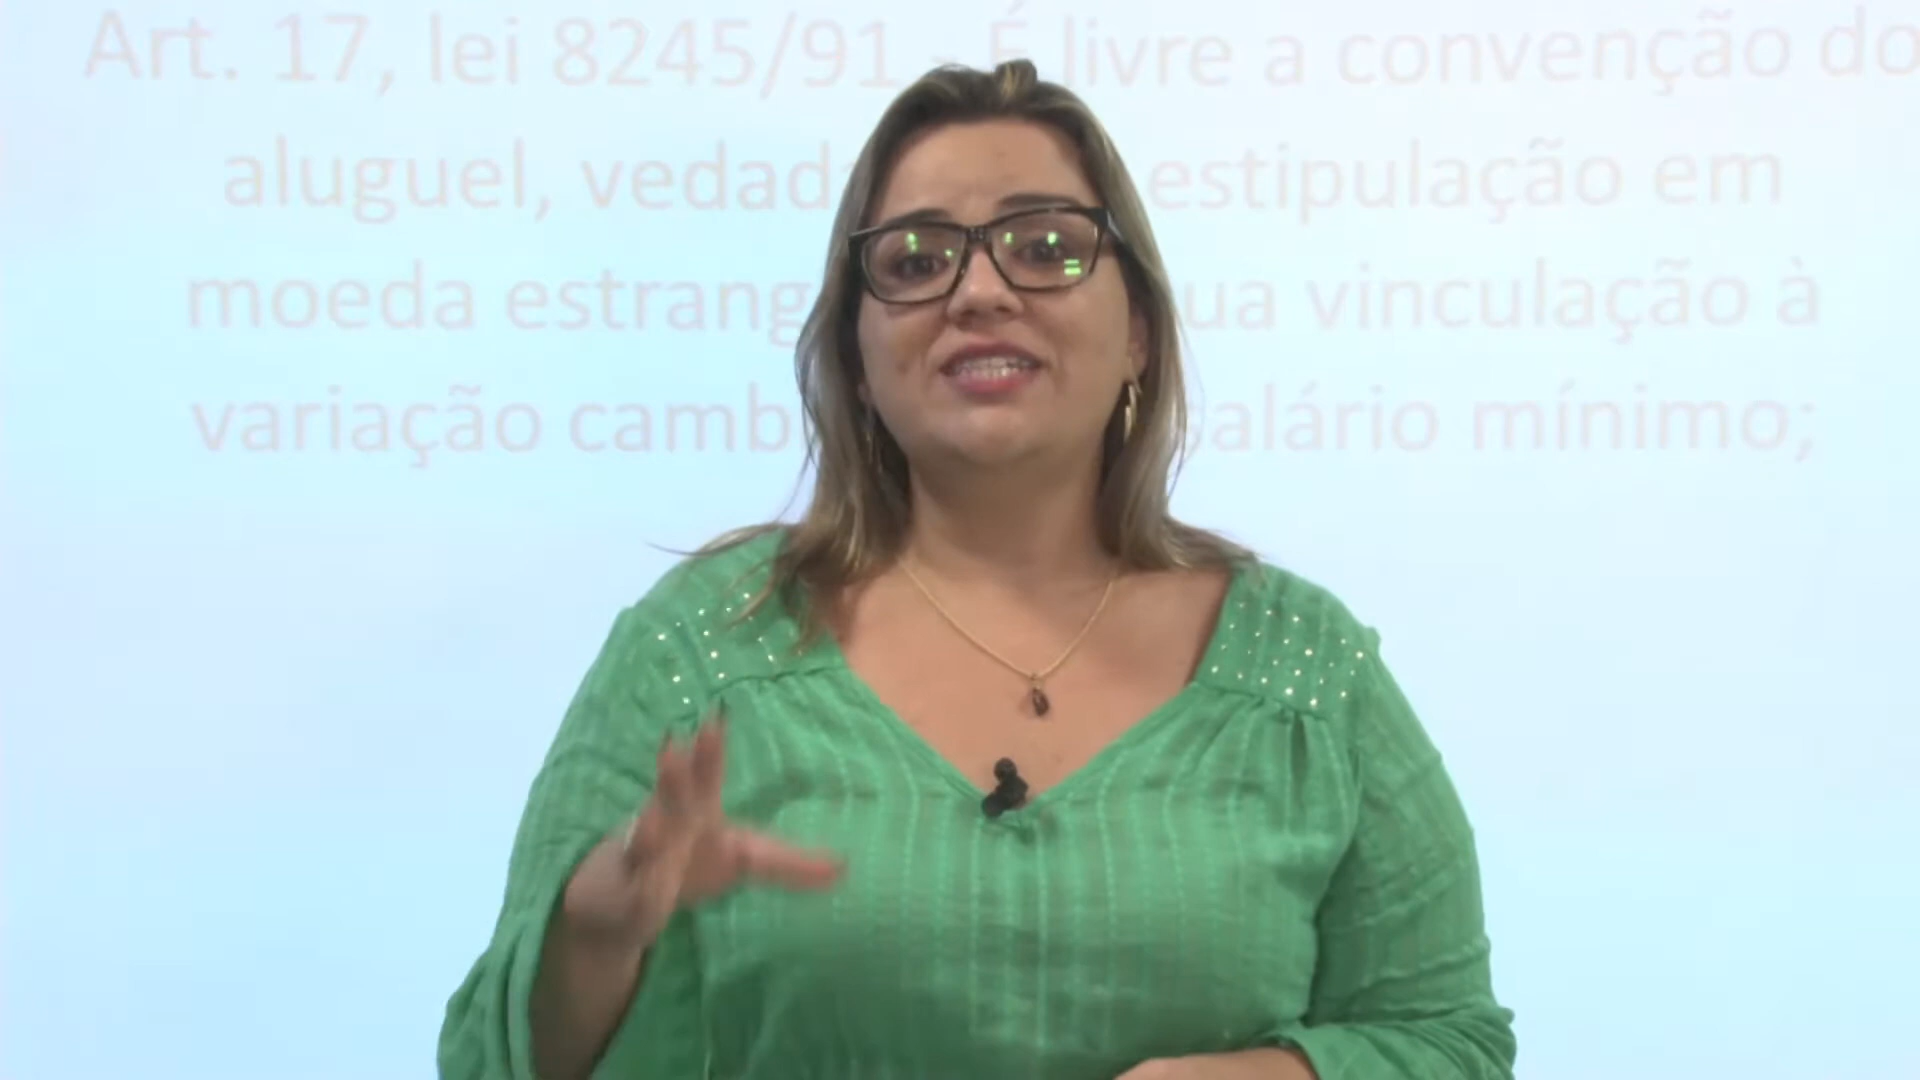 Art. 17, lei 8245/91 - É livre a convenção do
aluguel, vedad estipulação em
moeda estrang ua vinculação à
variação camb salário mínimo;